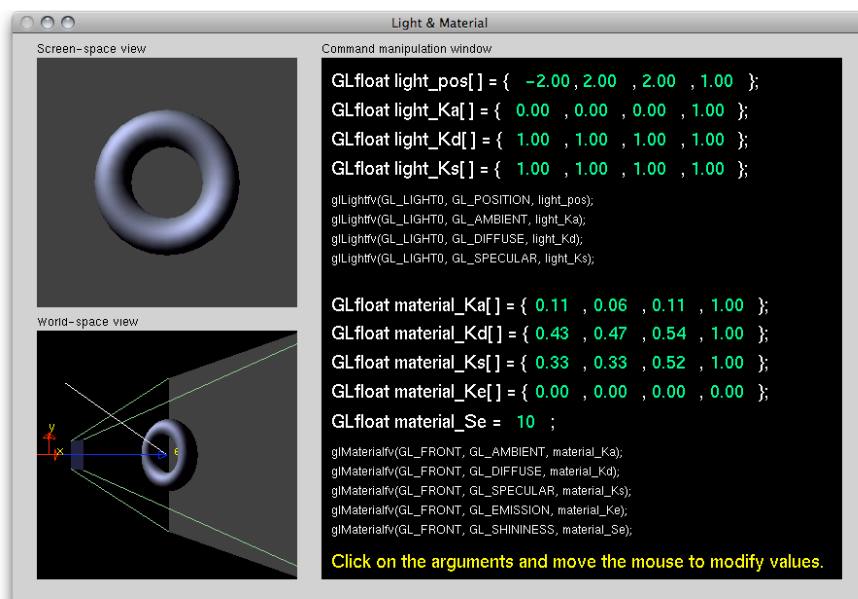 Light & Material
Screen-space view
Command manipulation window
GLfloat light_pos[ ] = { -2.00 , 2.00 , 2.00 , 1.00 };
GLfloat light_Ka[ ] = { 0.00 , 0.00 , 0.00 , 1.00 };
GLfloat light_Kd[ ] = { 1.00 , 1.00 , 1.00 , 1.00 };
GLfloat light_Ks[ ] = { 1.00 , 1.00 , 1.00 , 1.00 };
glLightfv(GL_LIGHT0, GL_POSITION, light_pos);
glLightfv(GL_LIGHT0, GL_AMBIENT, light_Ka);
glLightfv(GL_LIGHT0, GL_DIFFUSE, light_Kd);
glLightfv(GL_LIGHT0, GL_SPECULAR, light_Ks);
GLfloat material_Ka[ ] = { 0.11 , 0.06 , 0.11 , 1.00 };
GLfloat material_Kd[ ] = { 0.43 , 0.47 , 0.54 , 1.00 };
GLfloat material_Ks[ ] = { 0.33 , 0.33 , 0.52 , 1.00 };
GLfloat material_Ke[ ] = { 0.00 , 0.00 , 0.00 , 0.00 };
GLfloat material_Se = 10 ;
glMaterialfv(GL_FRONT, GL_AMBIENT, material_Ka);
glMaterialfv(GL_FRONT, GL_DIFFUSE, material_Kd);
glMaterialfv(GL_FRONT, GL_SPECULAR, material_Ks);
glMaterialfv(GL_FRONT, GL_EMISSION, material_Ke);
glMaterialfv(GL_FRONT, GL_SHININESS, material_Se);
Click on the arguments and move the mouse to modify values.
World-space view
y
x